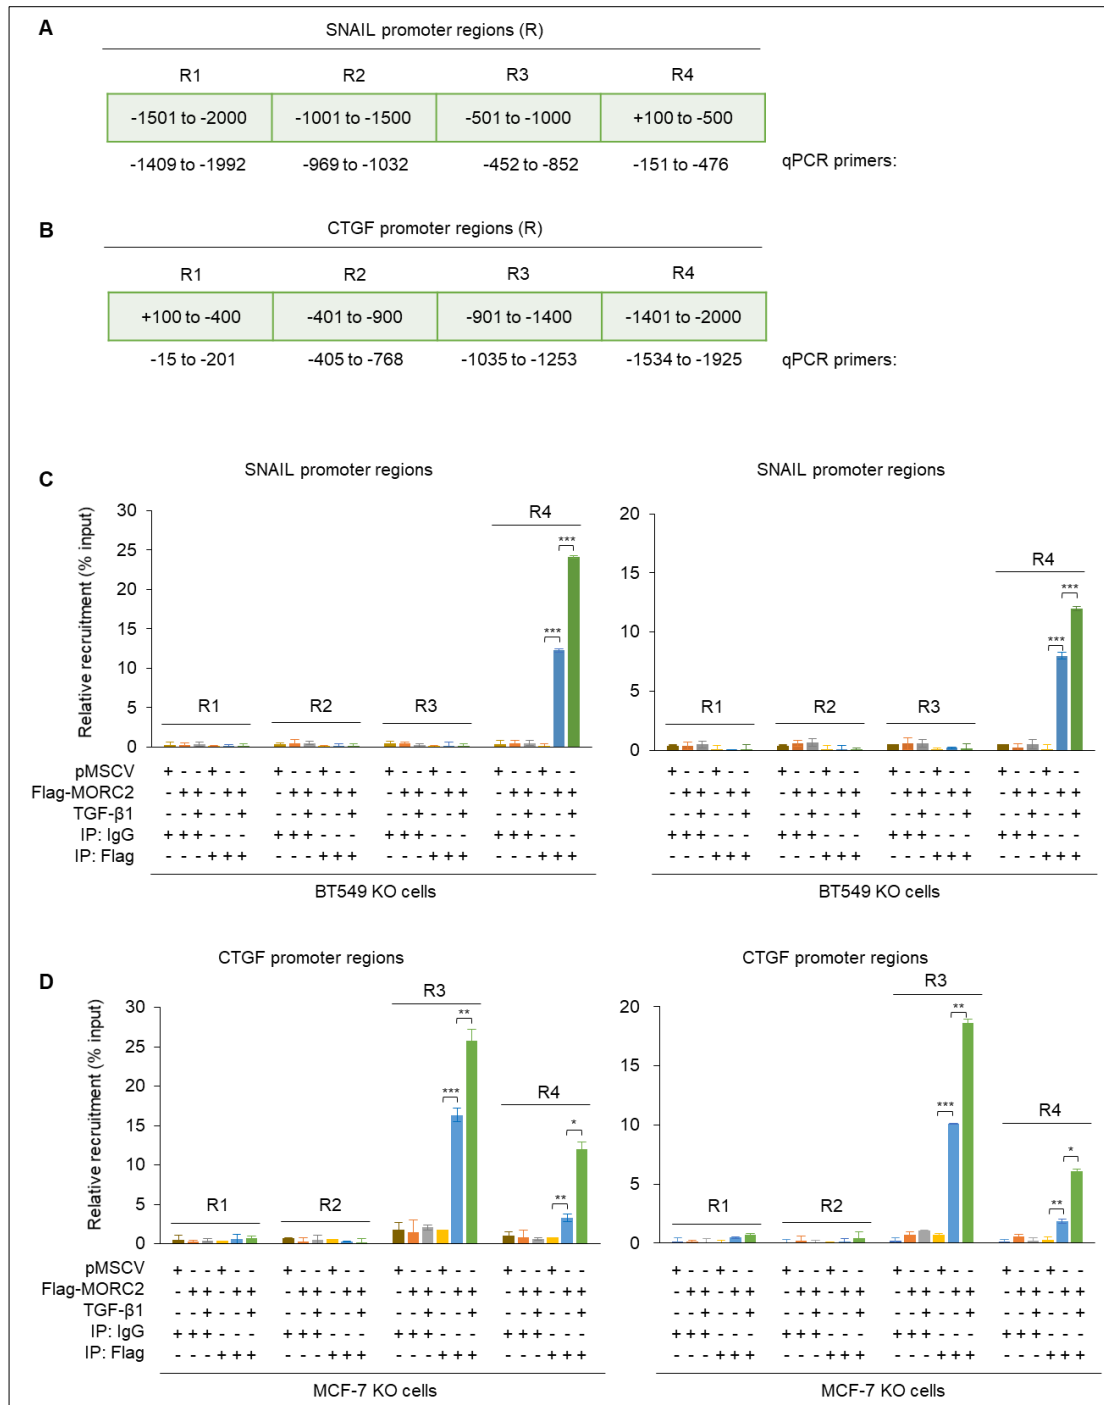 A
SNAIL promoter regions (R)
R1 R2 R3 R4
-1501 to -2000 -1001 to -1500 -501 to -1000 +100 to -500
-1409 to -1992 -969 to -1032 -452 to -852 -151 to -476 qPCR primers:
B
CTGF promoter regions (R)
R1 R2 R3 R4
+100 to -400 -401 to -900 -901 to -1400 -1401 to -2000
-15 to -201 -405 to -768 -1035 to -1253 -1534 to -1925 qPCR primers:
C
SNAIL promoter regions
Relative recruitment (% input)
30
25
20
15
10
5
0
R1 R2 R3 R4
*** ***
pMSCV + - - - - - + - - + - - + - - + - - + - - + - -
Flag-MORC2 - + + - + + - + + - + + - + + - + + - + + - + +
TGF-β1 - - + - - + - - + - - + - - + - - + - - + - - +
IP: IgG + + + - - - + + + - - - + + + - - - + + + - - -
IP: Flag - - - + + + - - - + + + - - - + + + - - - + + +
BT549 KO cells
SNAIL promoter regions
20
15
10
5
0
R1 R2 R3 R4
*** ***
+ - - + - - + - - + - - + - - + - - + - - + - -
- + + - + + - + + - + + - + + - + + - + + - + +
- - + - - + - - + - - + - - + - - + - - + - - +
+ + + - - - + + + - - - + + + - - - + + + - - -
- - - + + + - - - + + + - - - + + + - - - + + +
BT549 KO cells
D
CTGF promoter regions
Relative recruitment (% input)
30
25
20
15
10
5
0
R1 R2 R3 R4
*** ** ** *
pMSCV + - - + - - + - - + - - + - - + - - + - - + - -
Flag-MORC2 - + + - + + - + + - + + - + + - + + - + + - + +
TGF-β1 - - + - - + - - + - - + - - + - - + - - + - - +
IP: IgG + + + - - - + + + - - - + + + - - - + + + - - -
IP: Flag - - - + + + - - - + + + - - - + + + - - - + + +
MCF-7 KO cells
CTGF promoter regions
20
15
10
5
0
R1 R2 R3 R4
*** ** ** *
+ - - + - - + - - + - - + - - + - - + - - + - -
- + + - + + - + + - + + - + + - + + - + + - + +
- - + - - + - - + - - + - - + - - + - - + - - +
+ + + - - - + + + - - - + + + - - - + + + - - -
- - - + + + - - - + + + - - - + + + - - - + + +
MCF-7 KO cells